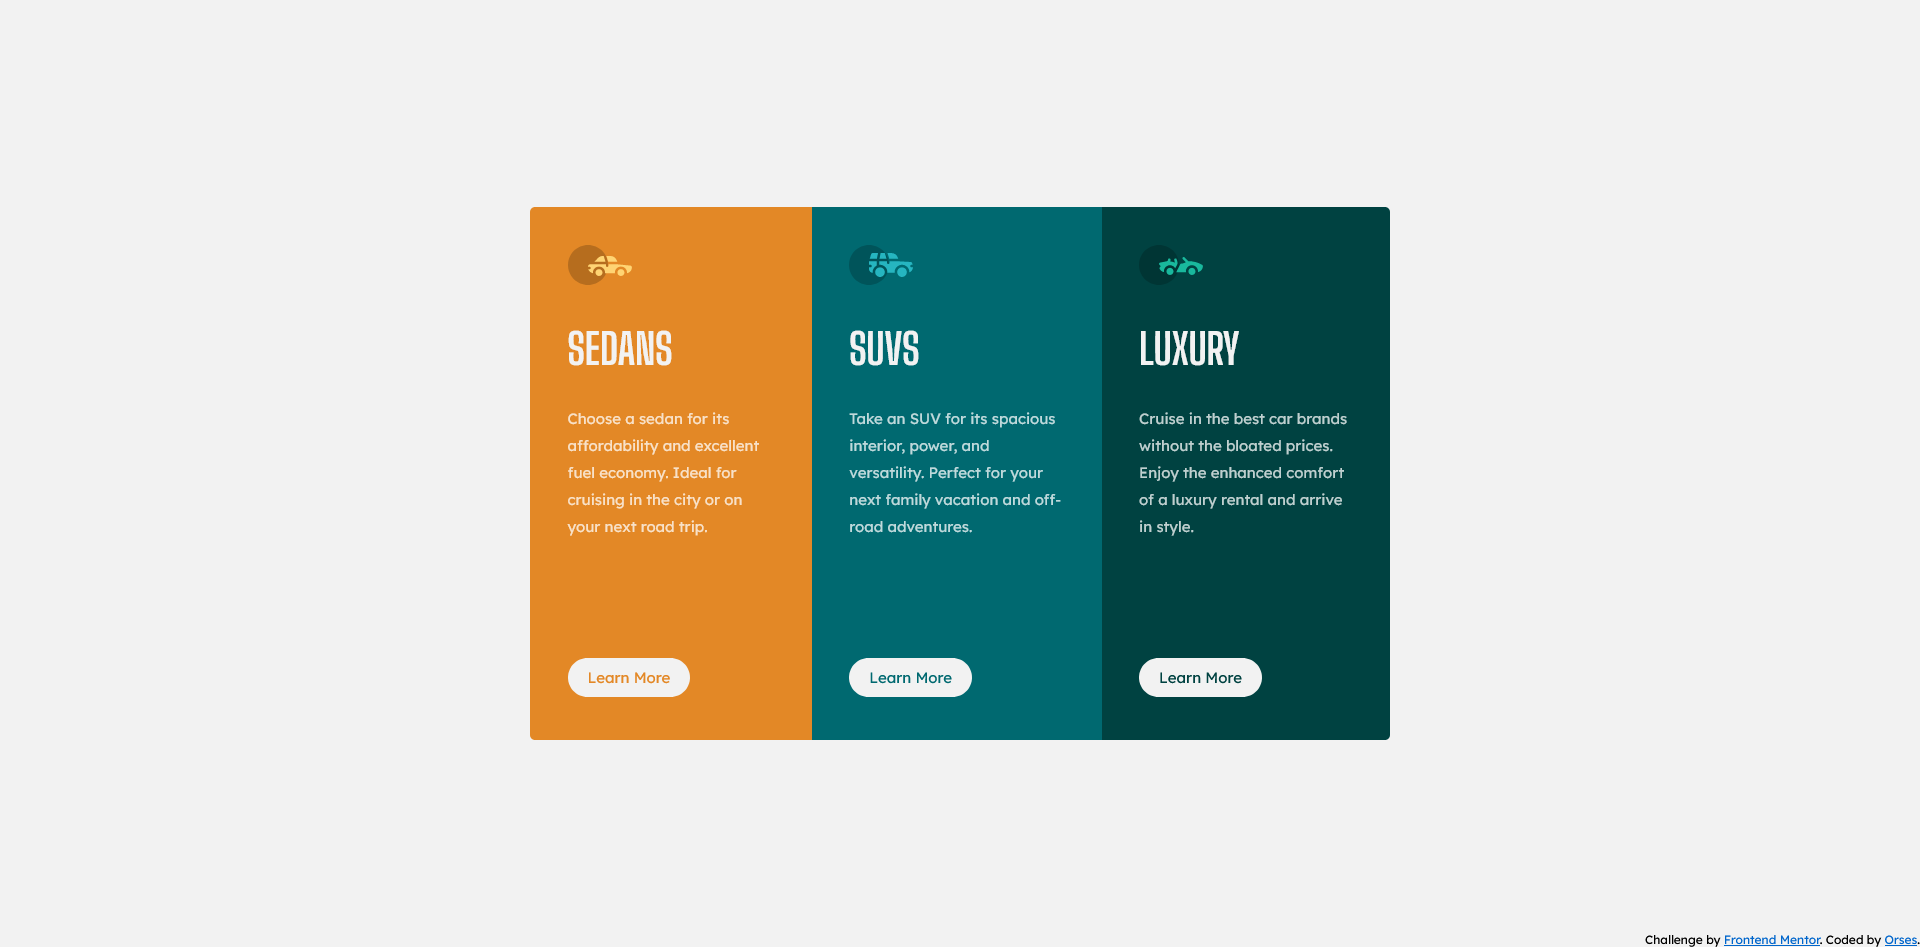 SEDANS
Choose a sedan for its
affordability and excellent
fuel economy. Ideal for
cruising in the city or on
your next road trip.
Learn More
SUVS
Take an SUV for its spacious
interior, power, and
versatility. Perfect for your
next family vacation and off-
road adventures.
Learn More
LUXURY
Cruise in the best car brands
without the bloated prices.
Enjoy the enhanced comfort
of a luxury rental and arrive
in style.
Learn More
Challenge by Frontend Mentor. Coded by Orses.